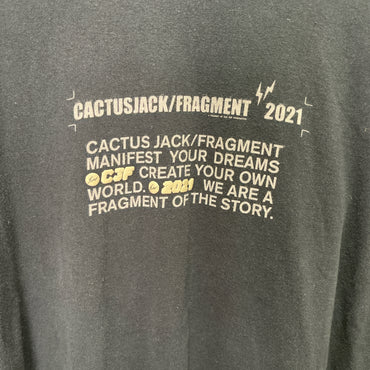 CACTUSJACK/FRAGMENT 2021
CACTUS JACK/FRAGMENT
MANIFEST YOUR DREAMS
CJF CREATE YOUR OWN
WORLD. 2021 WE ARE A
FRAGMENT OF THE STORY.